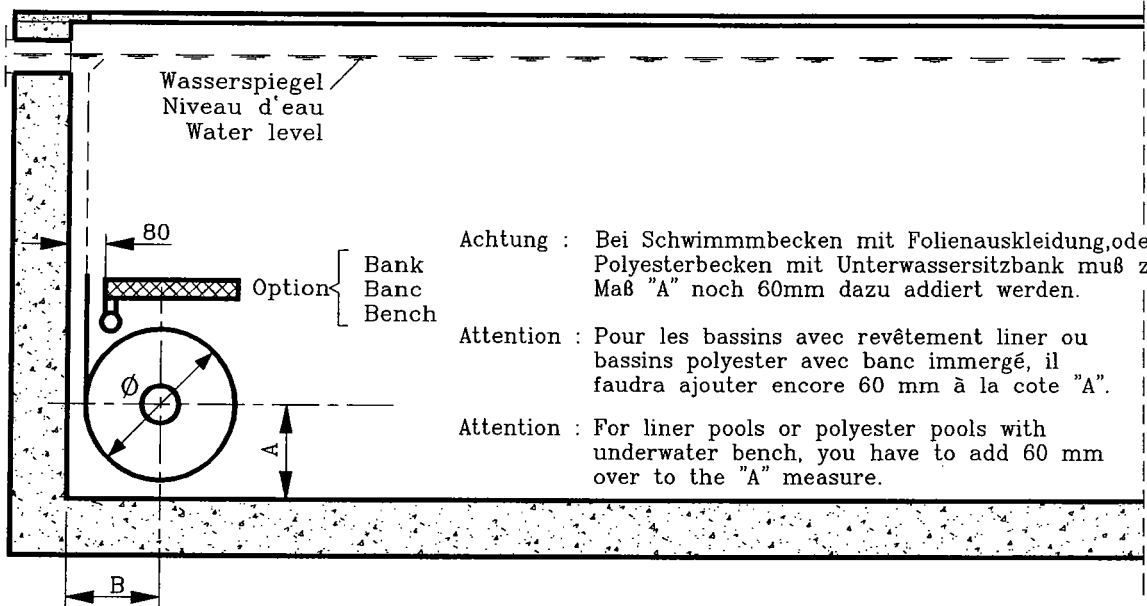 Wasserspiegel
Niveau d'eau
Water level
80
Option
Bank
Banc
Bench
Achtung : Bei Schwimmmbecken mit Folienauskleidung,ode
Polyesterbecken mit Unterwassersitzbank muß z
Maß "A" noch 60mm dazu addiert werden.
Attention : Pour les bassins avec revêtement liner ou
bassins polyester avec banc immergé, il
faudra ajouter encore 60 mm à la cote "A".
Attention : For liner pools or polyester pools with
underwater bench, you have to add 60 mm
over to the "A" measure.
Ø
A
B